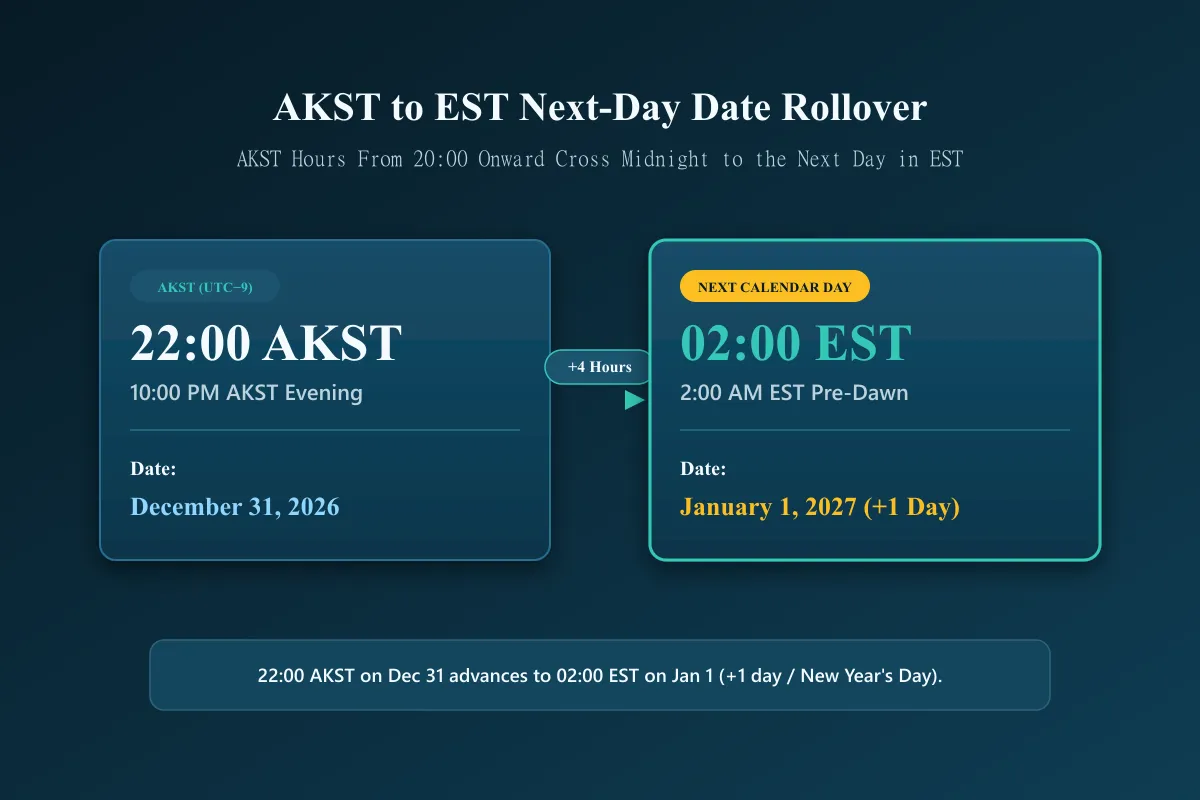 AKST to EST Next-Day Date Rollover
AKST Hours From 20:00 Onward Cross Midnight to the Next Day in EST
AKST (UTC−9)
22:00 AKST
10:00 PM AKST Evening
Date:
December 31, 2026
+4 Hours
NEXT CALENDAR DAY
02:00 EST
2:00 AM EST Pre-Dawn
Date:
January 1, 2027 (+1 Day)
22:00 AKST on Dec 31 advances to 02:00 EST on Jan 1 (+1 day / New Year's Day).